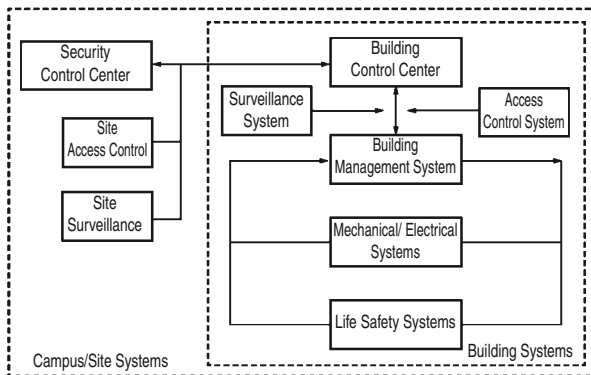 Security
Control Center
Building
Control Center
Surveillance
System
Access
Control System
Site
Access Control
Building
Management System
Site
Surveillance
Mechanical/ Electrical
Systems
Life Safety Systems
Building Systems
Campus/Site Systems